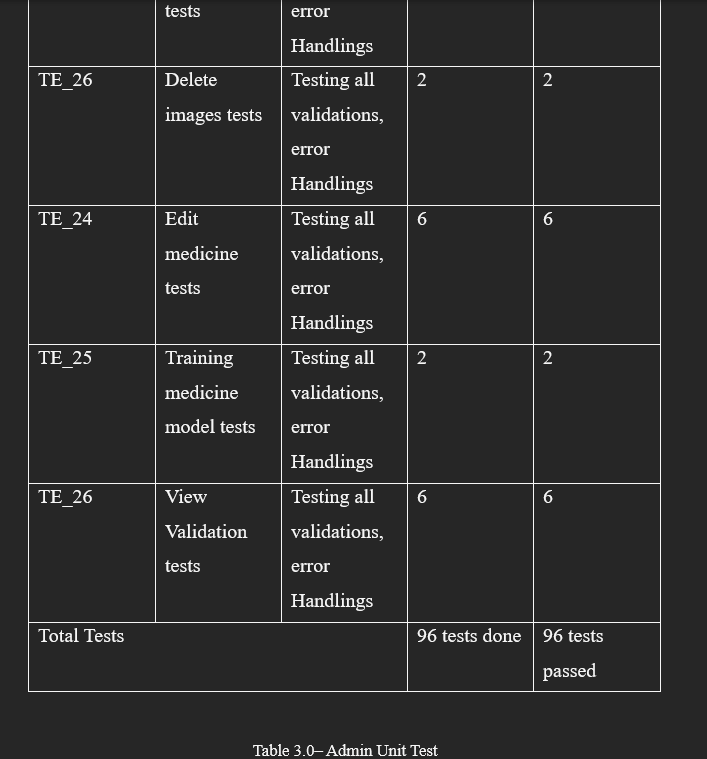 tests
error
Handlings
TE_26
Delete
images tests
Testing all
validations,
error
Handlings
2
2
TE_24
Edit
medicine
tests
Testing all
validations,
error
Handlings
6
6
TE_25
Training
medicine
model tests
Testing all
validations,
error
Handlings
2
2
TE_26
View
Validation
tests
Testing all
validations,
error
Handlings
6
6
Total Tests
96 tests done
96 tests
passed
Table 3.0– Admin Unit Test